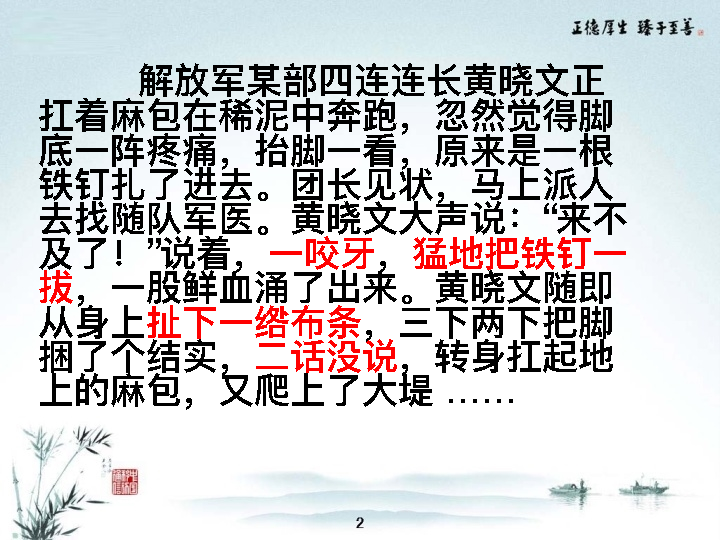 正德厚生 臻于至善
解放军某部四连连长黄晓文正
扛着麻包在稀泥中奔跑，忽然觉得脚
底一阵疼痛，抬脚一看，原来是一根
铁钉扎了进去。团长见状，马上派人
去找随队军医。黄晓文大声说：“来不
及了！”说着，一咬牙，猛地把铁钉一
拔，一股鲜血涌了出来。黄晓文随即
从身上扯下一绺布条，三下两下把脚
捆了个结实，二话没说，转身扛起地
上的麻包，又爬上了大堤 ……
2